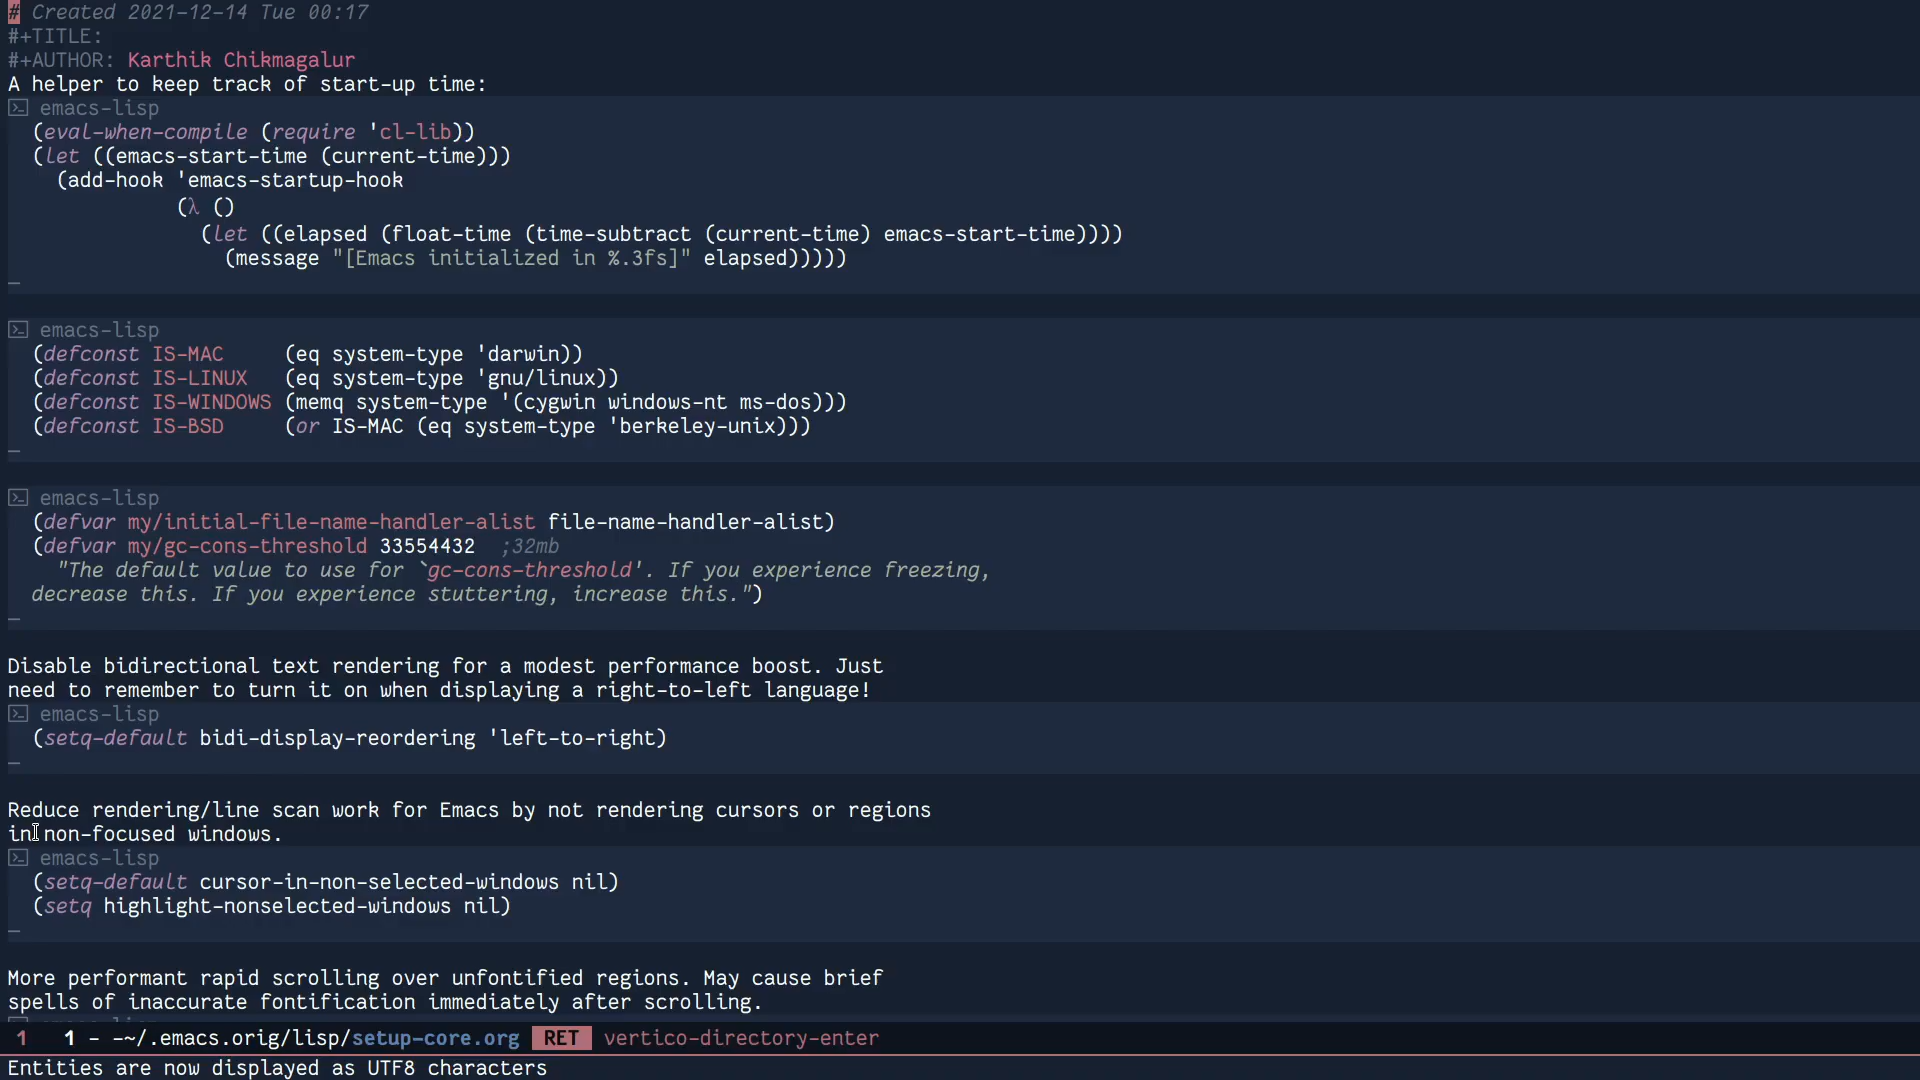 # Created 2021-12-14 Tue 00:17
#+TITLE:
#+AUTHOR: Karthik Chikmagalur
A helper to keep track of start-up time:
emacs-lisp
(eval-when-compile (require 'cl-lib))
(let ((emacs-start-time (current-time)))
(add-hook 'emacs-startup-hook
(λ ()
(let ((elapsed (float-time (time-subtract (current-time) emacs-start-time))))
(message "[Emacs initialized in %.3fs]" elapsed)))))
emacs-lisp
(defconst IS-MAC     (eq system-type 'darwin))
(defconst IS-LINUX   (eq system-type 'gnu/linux))
(defconst IS-WINDOWS (memq system-type '(cygwin windows-nt ms-dos)))
(defconst IS-BSD     (or IS-MAC (eq system-type 'berkeley-unix)))
emacs-lisp
(defvar my/initial-file-name-handler-alist file-name-handler-alist)
(defvar my/gc-cons-threshold 33554432  ;32mb
"The default value to use for `gc-cons-threshold'. If you experience freezing,
decrease this. If you experience stuttering, increase this.")
Disable bidirectional text rendering for a modest performance boost. Just
need to remember to turn it on when displaying a right-to-left language!
emacs-lisp
(setq-default bidi-display-reordering 'left-to-right)
Reduce rendering/line scan work for Emacs by not rendering cursors or regions
in non-focused windows.
emacs-lisp
(setq-default cursor-in-non-selected-windows nil)
(setq highlight-nonselected-windows nil)
More performant rapid scrolling over unfontified regions. May cause brief
spells of inaccurate fontification immediately after scrolling.
1   1 - -~/.emacs.orig/lisp/setup-core.org RET vertico-directory-enter
Entities are now displayed as UTF8 characters